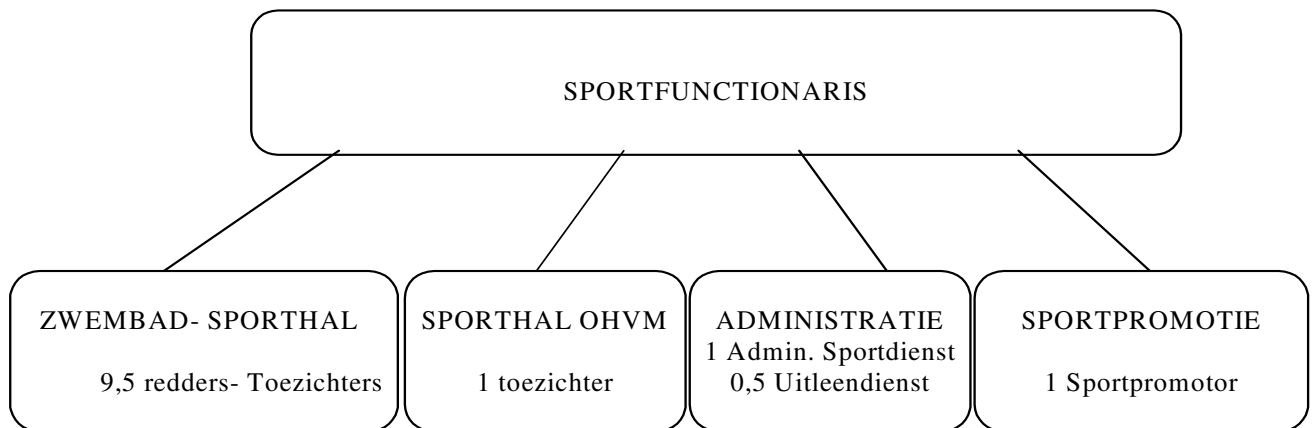 SPORTFUNCTIONARIS
ZWEMBAD- SPORTHAL
9,5 redders- Toezichters
SPORTHAL OHVM
1 toezichter
ADMINISTRATIE
1 Admin. Sportdienst
0,5 Uitleendienst
SPORTPROMOTIE
1 Sportpromotor